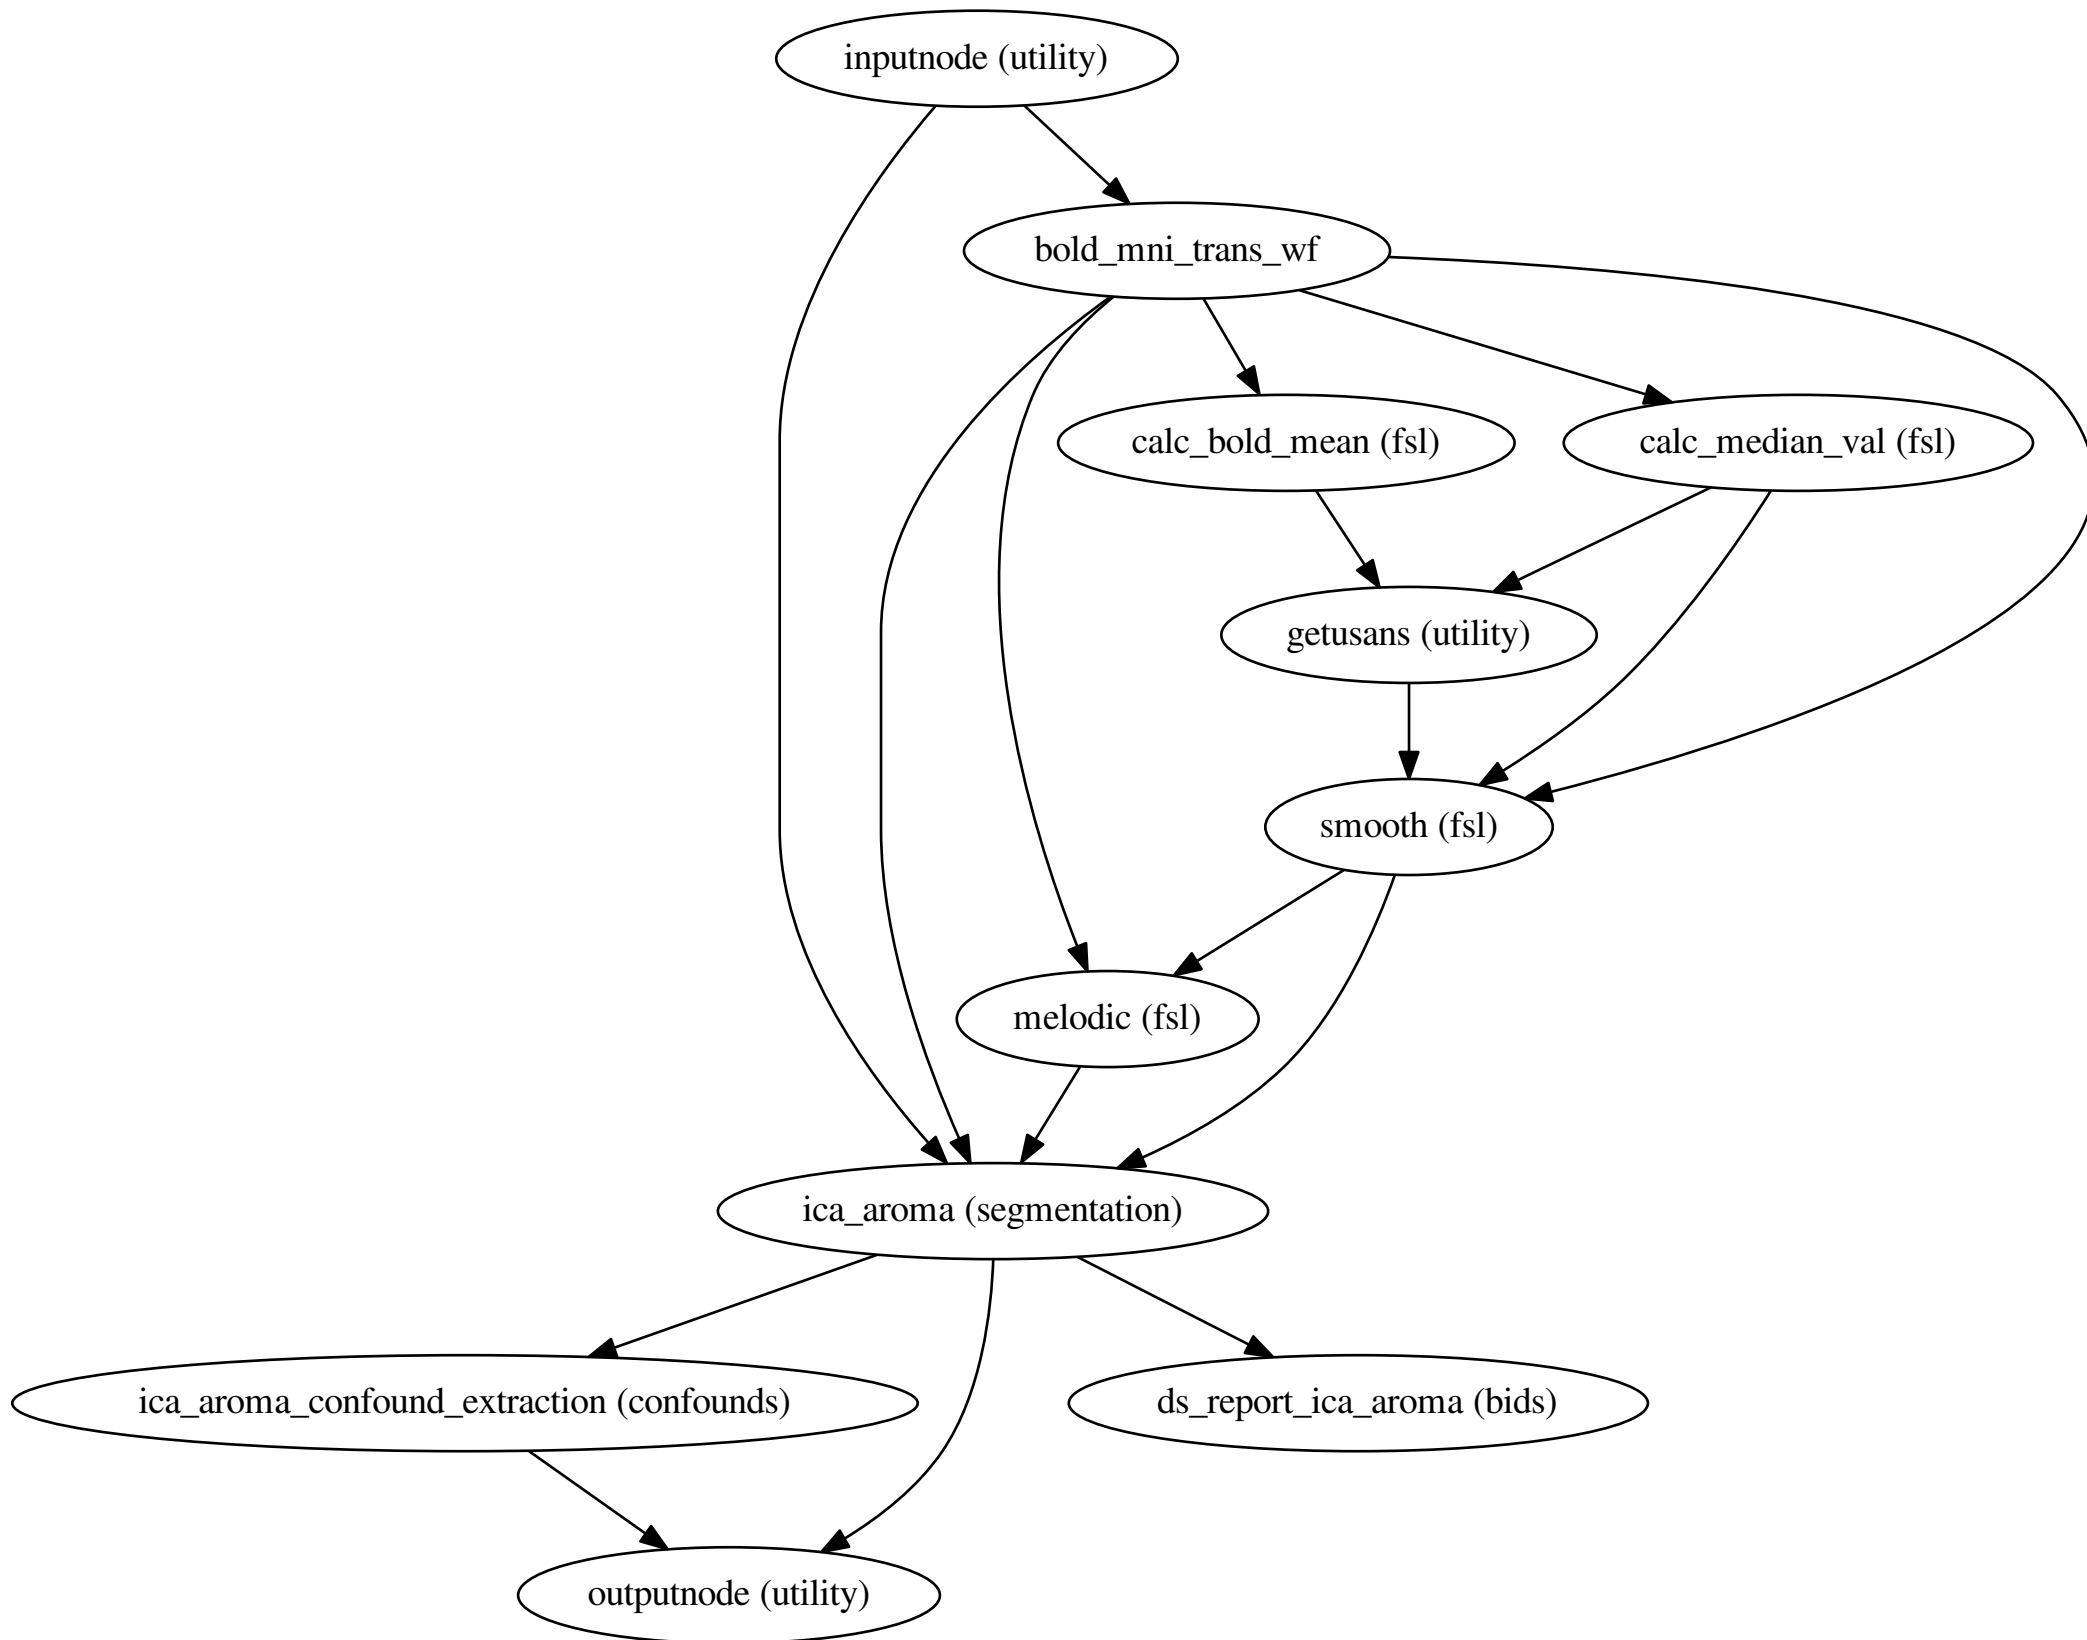 inputnode (utility)
bold_mni_trans_wf
calc_bold_mean (fsl)
calc_median_val (fsl)
getusans (utility)
smooth (fsl)
melodic (fsl)
ica_aroma (segmentation)
ica_aroma_confound_extraction (confounds)
ds_report_ica_aroma (bids)
outputnode (utility)